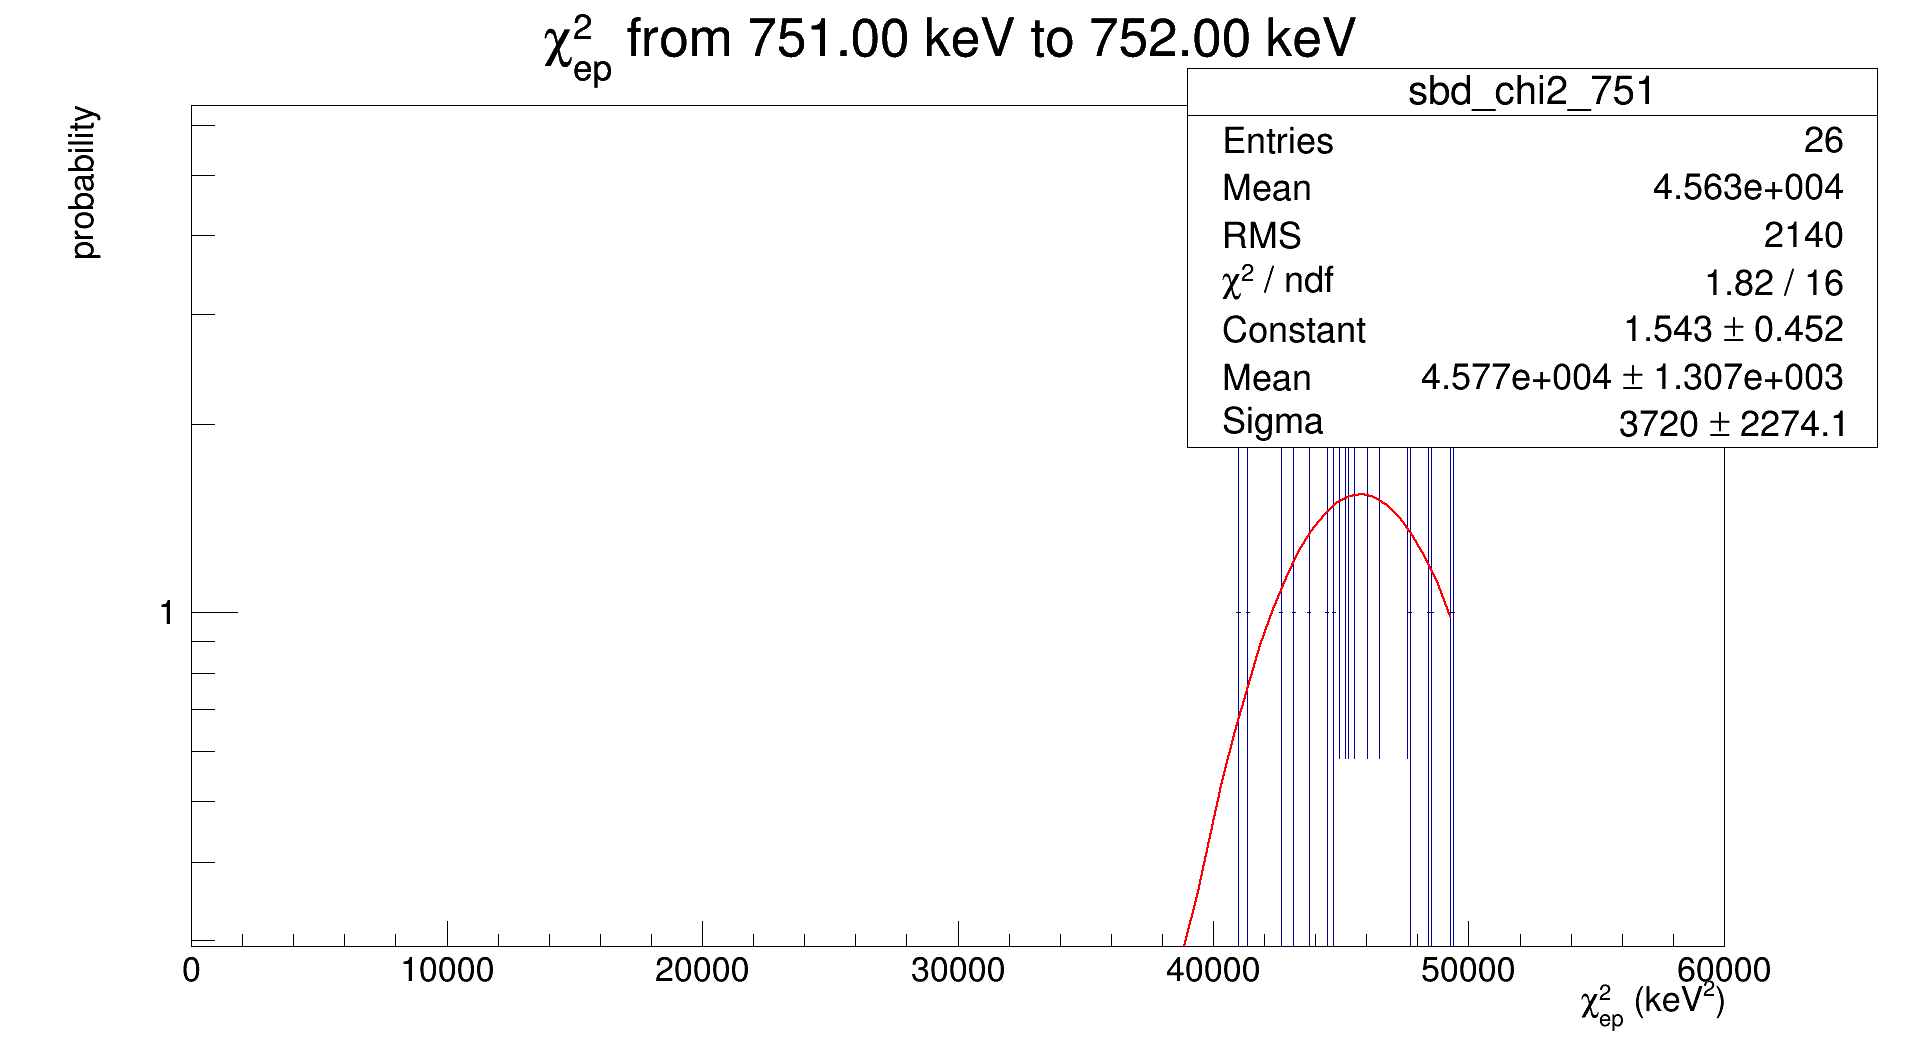 χ²ep from 751.00 keV to 752.00 keV
probability
sbd_chi2_751
Entries 26
Mean 4.563e+004
RMS 2140
χ² / ndf 1.82 / 16
Constant 1.543 ± 0.452
Mean 4.577e+004 ± 1.307e+003
Sigma 3720 ± 2274.1
1
0 10000 20000 30000 40000 50000 60000
χ²ep (keV²)